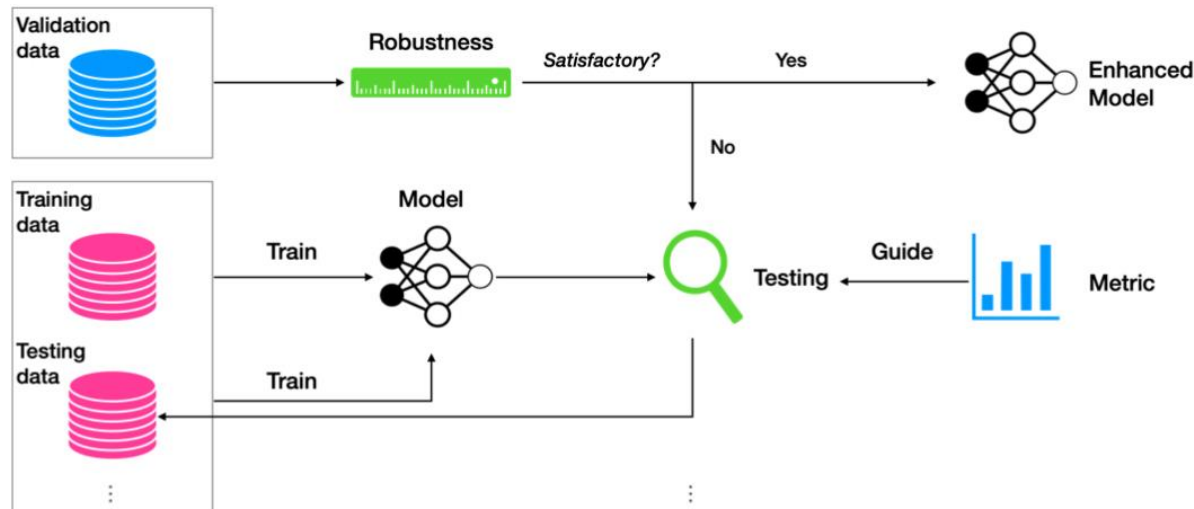 Validation
data
Robustness
Satisfactory?
Yes
Enhanced
Model
No
Training
data
Model
Train
Guide
Testing
Metric
Testing
data
Train